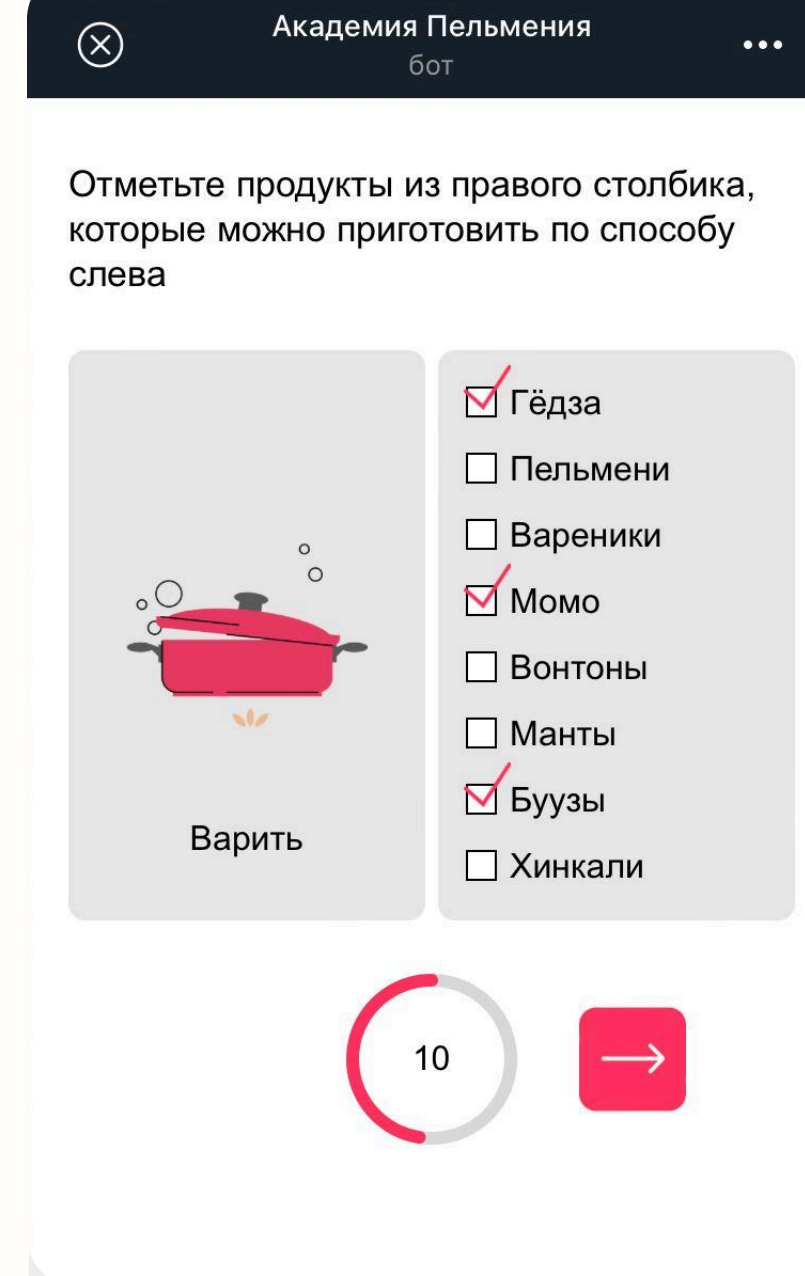 Академия Пельмения
бот
Отметьте продукты из правого столбика,
которые можно приготовить по способу
слева
Гёдза
Пельмени
Вареники
Момо
Вонтоны
Манты
Буузы
Хинкали
Варить
10